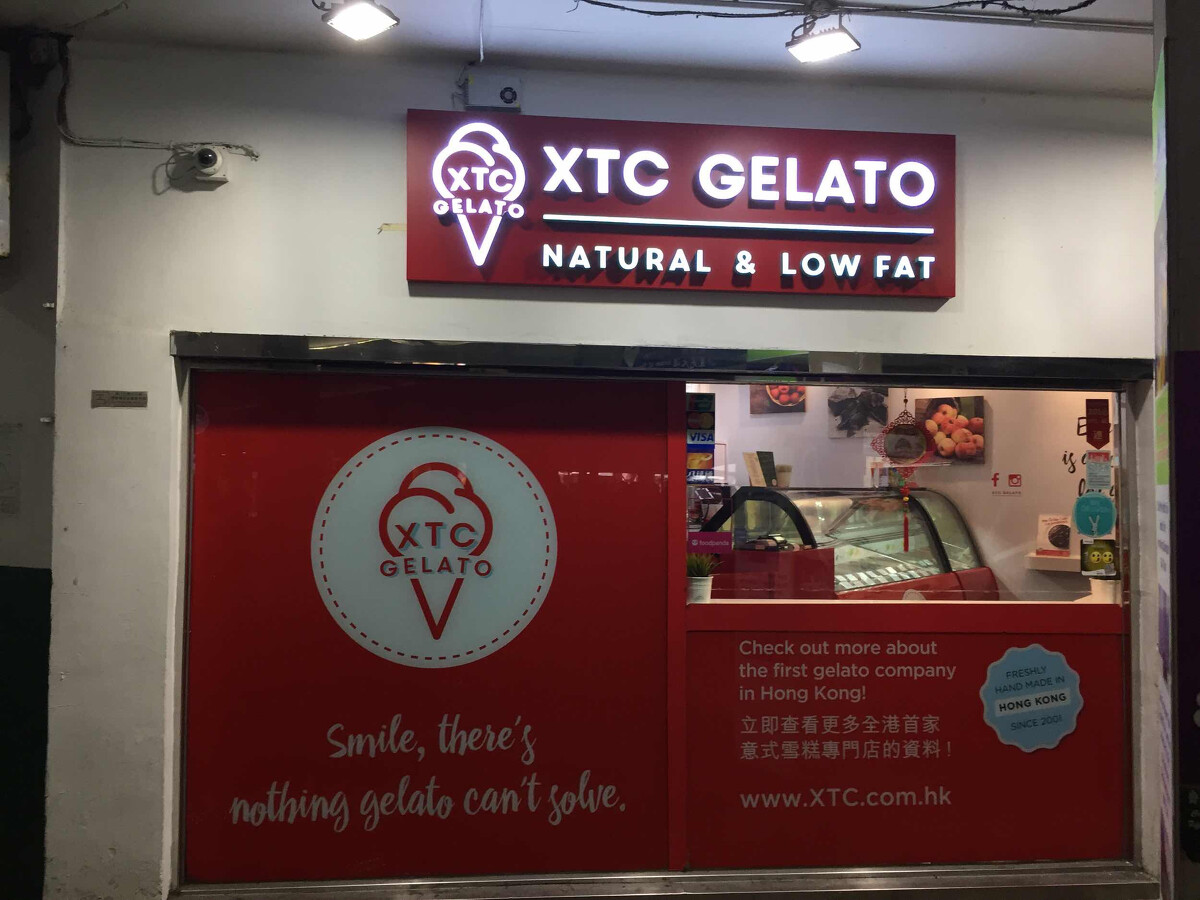 XTC
GELATO
XTC GELATO
NATURAL & LOW FAT
XTC
GELATO
Smile, there's
nothing gelato can't solve.
VISA
foodpanda
XTC GELATO
Check out more about
the first gelato company
in Hong Kong!
立即查看更多全港首家
意式雪糕專門店的資料！
www.XTC.com.hk
FRESHLY
HAND MADE IN
HONG KONG
SINCE 2001